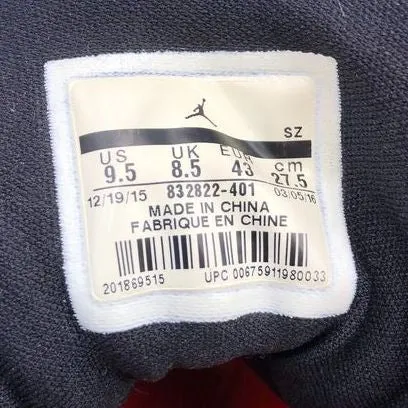 SZ
US UK EUR cm
9.5 8.5 43 27.5
12/19/15 832822-401 03/05/16
MADE IN CHINA
FABRIQUE EN CHINE
201869515 UPC 00675911980033